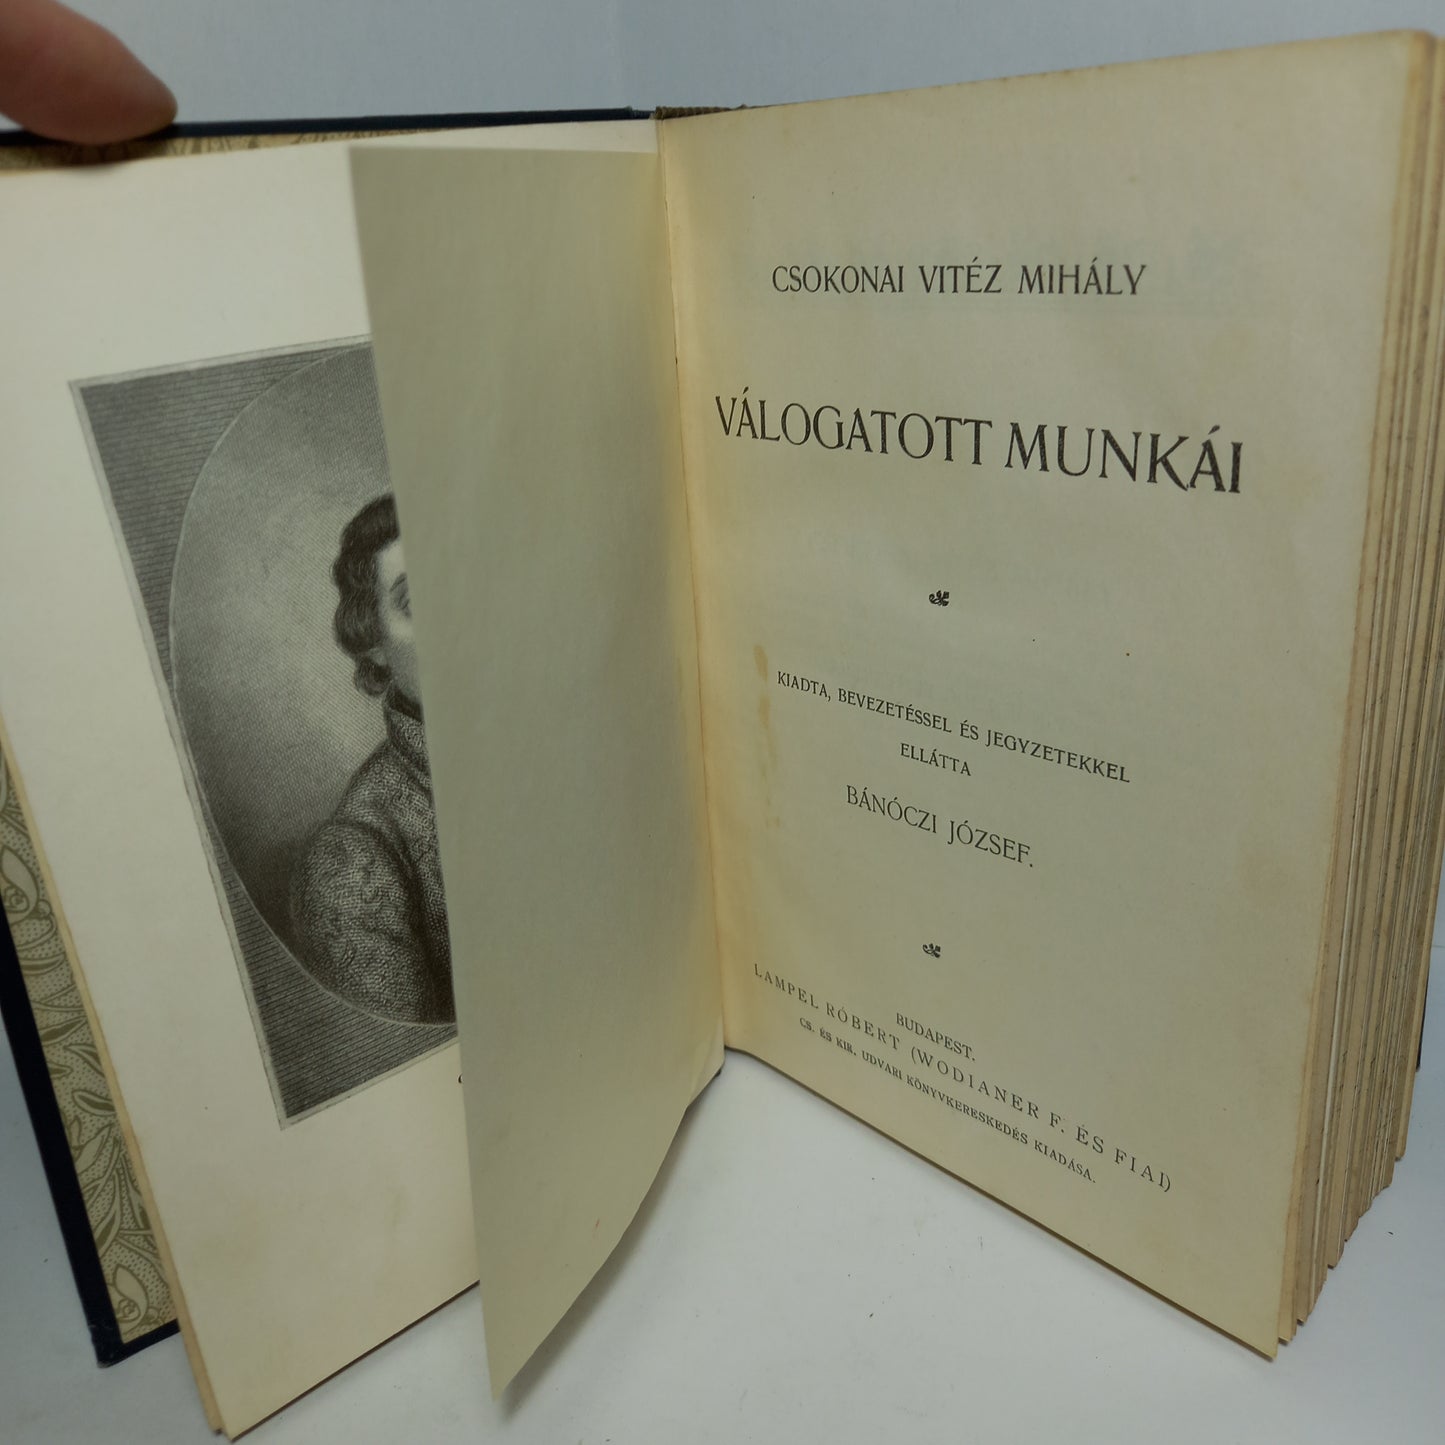 CSOKONAI VITÉZ MIHÁLY
VÁLOGATOTT MUNKÁI
KIADTA, BEVEZETÉSSEL ÉS JEGYZETEKKEL
ELLÁTTA
BÁNÓCZI JÓZSEF.
BUDAPEST.
LAMPEL RÓBERT (WODIANER F. ÉS FIAI)
CS. ÉS KIR. UDVARI KÖNYVKERESKEDÉS KIADÁSA.